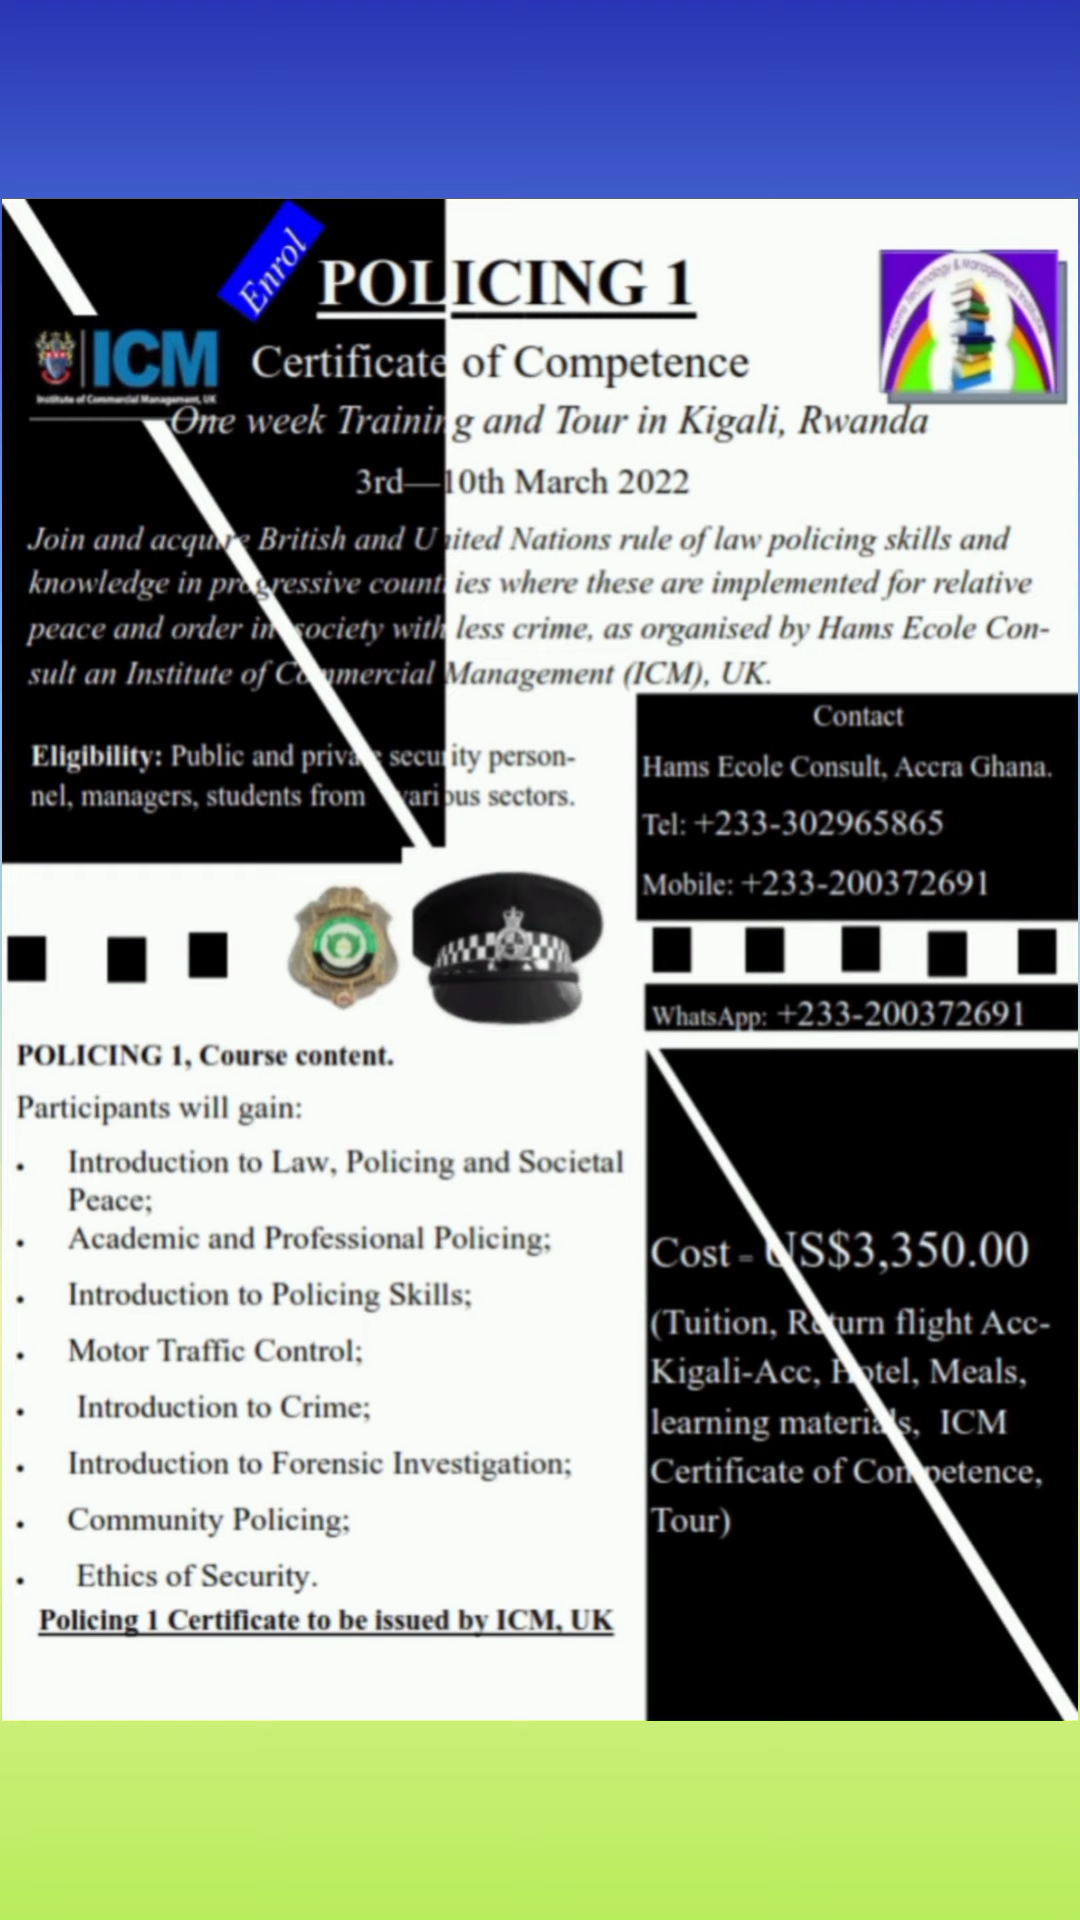 Enrol
POLICING 1
ICM
Institute of Commercial Management, UK
Certificate of Competence
One week Training and Tour in Kigali, Rwanda
3rd—10th March 2022
Join and acquire British and United Nations rule of law policing skills and
knowledge in progressive countries where these are implemented for relative
peace and order in society with less crime, as organised by Hams Ecole Con-
sult an Institute of Commercial Management (ICM), UK.
Eligibility: Public and private security person-
nel, managers, students from various sectors.
Contact
Hams Ecole Consult, Accra Ghana.
Tel: +233-302965865
Mobile: +233-200372691
WhatsApp: +233-200372691
POLICING 1, Course content.
Participants will gain:
• Introduction to Law, Policing and Societal
Peace;
• Academic and Professional Policing;
• Introduction to Policing Skills;
• Motor Traffic Control;
• Introduction to Crime;
• Introduction to Forensic Investigation;
• Community Policing;
• Ethics of Security.
Policing 1 Certificate to be issued by ICM, UK
Cost - US$3,350.00
(Tuition, Return flight Acc-
Kigali-Acc, Hotel, Meals,
learning materials, ICM
Certificate of Competence,
Tour)